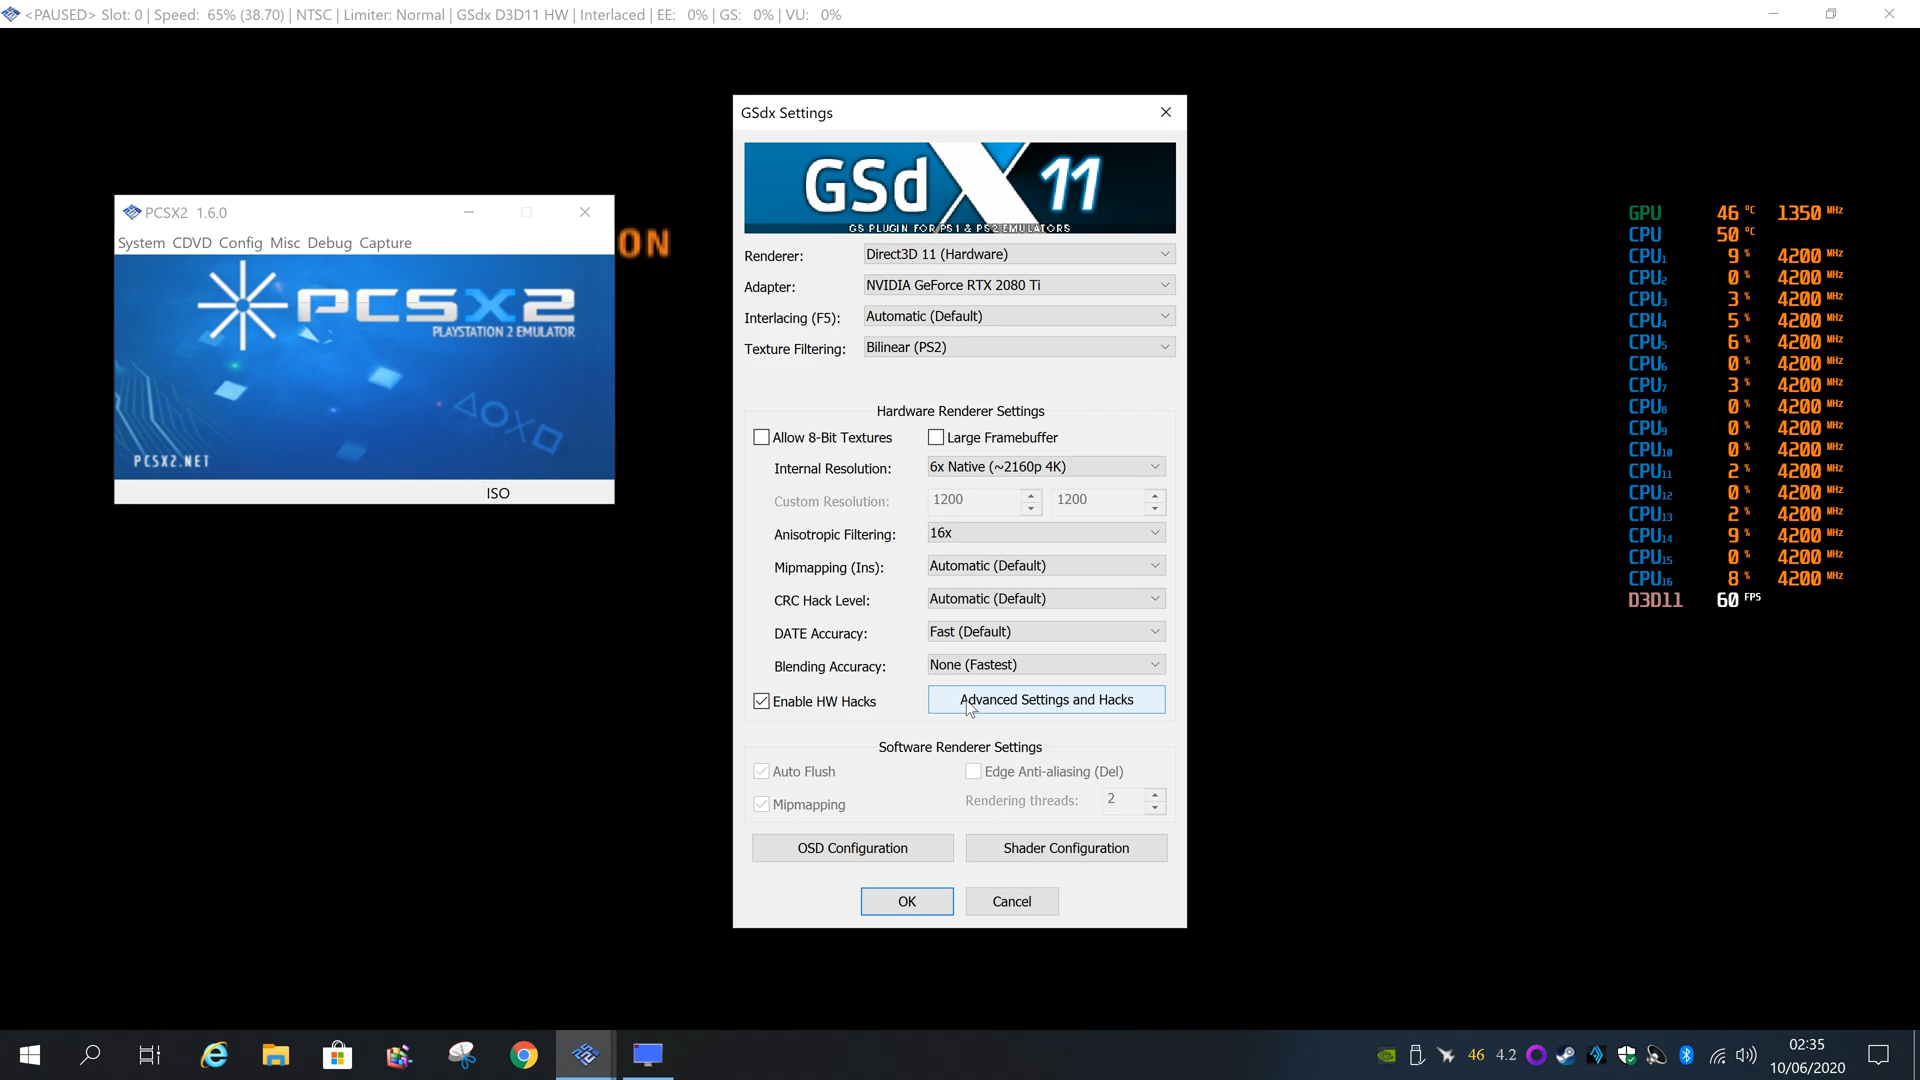 <PAUSED> Slot: 0 | Speed: 65% (38.70) | NTSC | Limiter: Normal | GSdx D3D11 HW | Interlaced | EE: 0% | GS: 0% | VU: 0%
PCSX2 1.6.0
System CDVD Config Misc Debug Capture
PCSX2
PLAYSTATION 2 EMULATOR
PCSX2.NET
ISO
ON
GSdx Settings
GSdX 11
GS PLUGIN FOR PS1 & PS2 EMULATORS
Renderer: Direct3D 11 (Hardware)
Adapter: NVIDIA GeForce RTX 2080 Ti
Interlacing (F5): Automatic (Default)
Texture Filtering: Bilinear (PS2)
Hardware Renderer Settings
Allow 8-Bit Textures Large Framebuffer
Internal Resolution: 6x Native (~2160p 4K)
Custom Resolution: 1200 1200
Anisotropic Filtering: 16x
Mipmapping (Ins): Automatic (Default)
CRC Hack Level: Automatic (Default)
DATE Accuracy: Fast (Default)
Blending Accuracy: None (Fastest)
Enable HW Hacks Advanced Settings and Hacks
Software Renderer Settings
Auto Flush Edge Anti-aliasing (Del)
Mipmapping Rendering threads: 2
OSD Configuration Shader Configuration
OK Cancel
GPU 46 °C 1350 MHz
CPU 50 °C
CPU1 9 % 4200 MHz
CPU2 0 % 4200 MHz
CPU3 3 % 4200 MHz
CPU4 5 % 4200 MHz
CPU5 6 % 4200 MHz
CPU6 0 % 4200 MHz
CPU7 3 % 4200 MHz
CPU8 0 % 4200 MHz
CPU9 0 % 4200 MHz
CPU10 0 % 4200 MHz
CPU11 2 % 4200 MHz
CPU12 0 % 4200 MHz
CPU13 2 % 4200 MHz
CPU14 9 % 4200 MHz
CPU15 0 % 4200 MHz
CPU16 8 % 4200 MHz
D3D11 60 FPS
46 4.2
02:35
10/06/2020